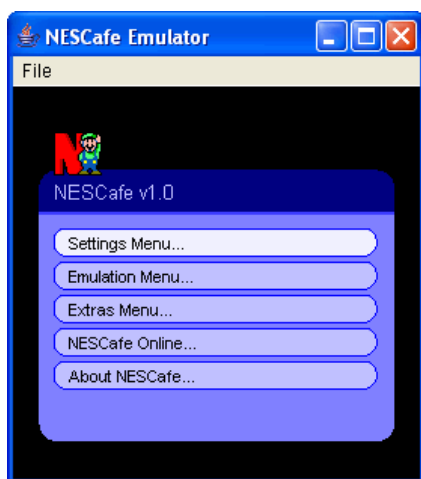 NESCafe Emulator
File
N
NESCafe v1.0
Settings Menu...
Emulation Menu...
Extras Menu...
NESCafe Online...
About NESCafe...